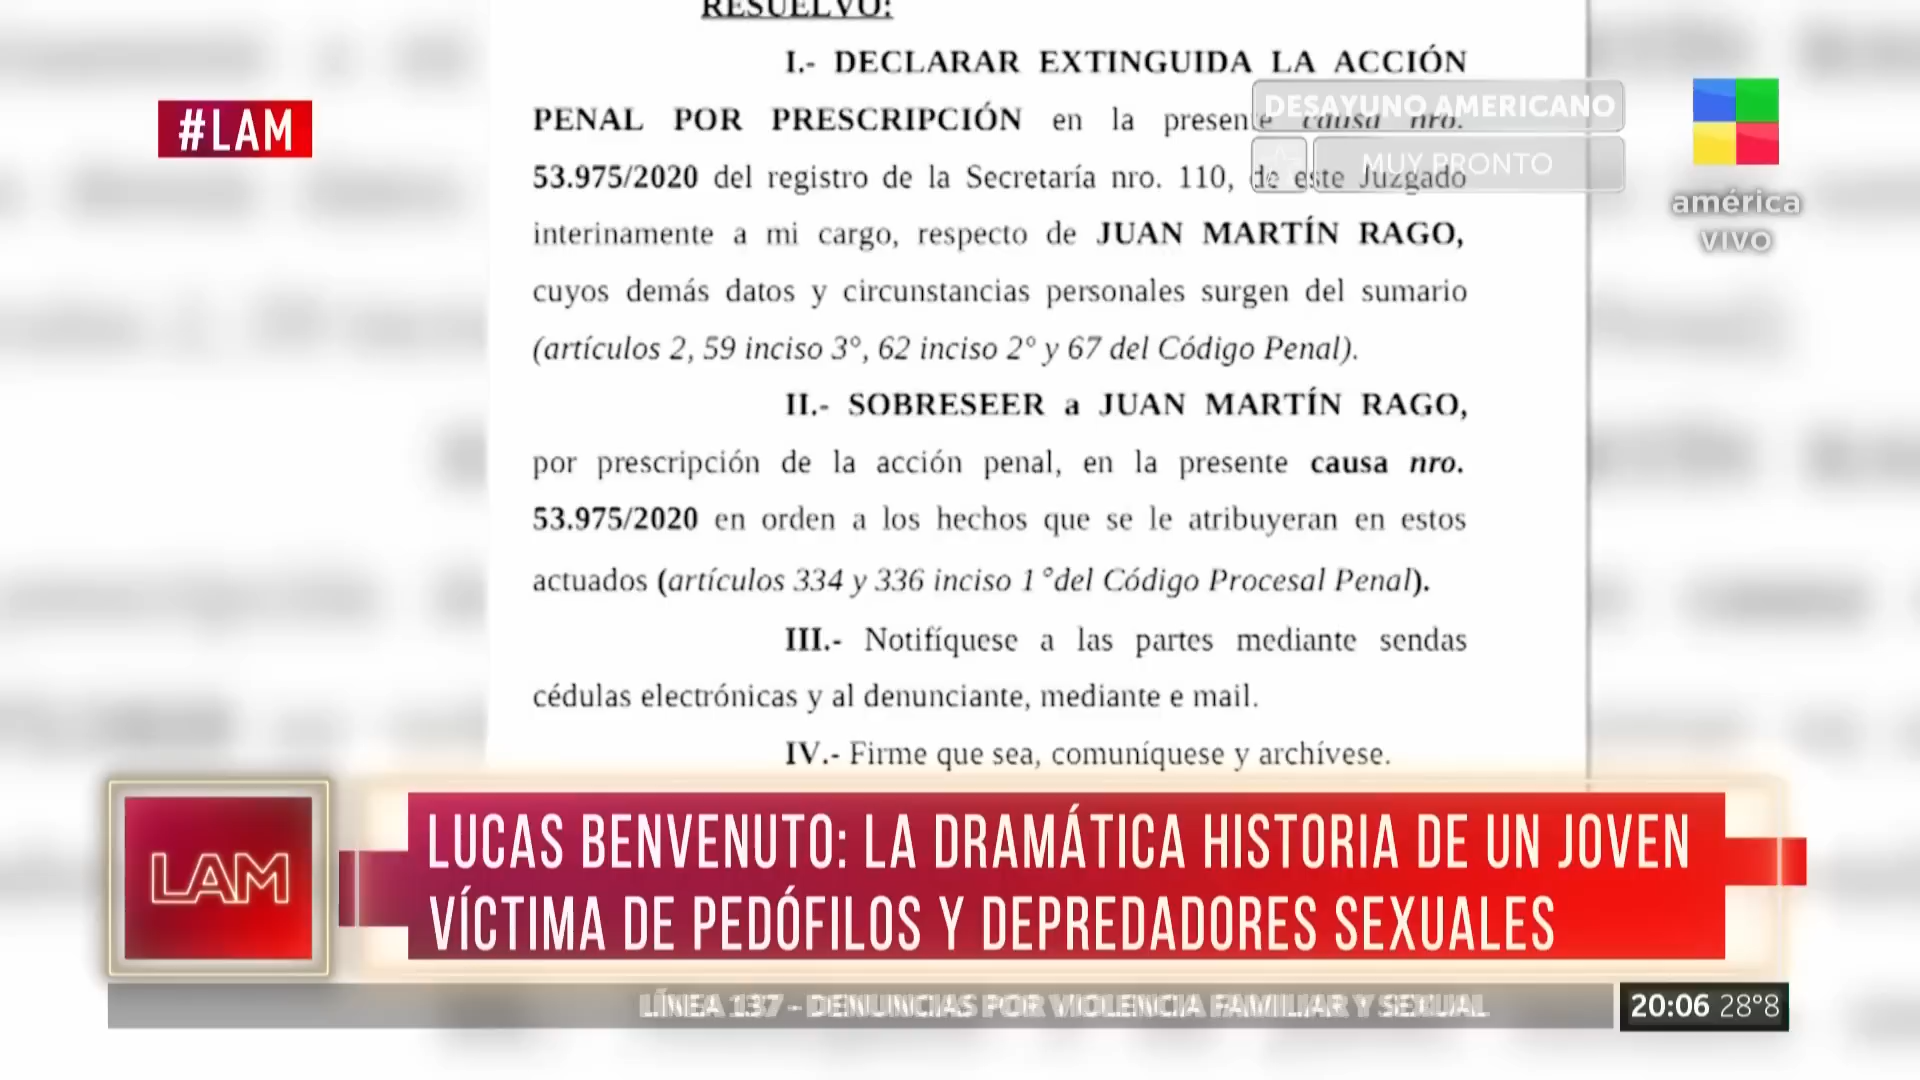 RESUELVO:
I.- DECLARAR EXTINGUIDA LA ACCIÓN
PENAL POR PRESCRIPCIÓN en la presente causa nro.
53.975/2020 del registro de la Secretaría nro. 110, de este Juzgado
interinamente a mi cargo, respecto de JUAN MARTÍN RAGO,
cuyos demás datos y circunstancias personales surgen del sumario
(artículos 2, 59 inciso 3°, 62 inciso 2° y 67 del Código Penal).
II.- SOBRESEER a JUAN MARTÍN RAGO,
por prescripción de la acción penal, en la presente causa nro.
53.975/2020 en orden a los hechos que se le atribuyeran en estos
actuados (artículos 334 y 336 inciso 1°del Código Procesal Penal).
III.- Notifíquese a las partes mediante sendas
cédulas electrónicas y al denunciante, mediante e mail.
IV.- Firme que sea, comuníquese y archívese.
#LAM
DESAYUNO AMERICANO
MUY PRONTO
américa
VIVO
LAM
LUCAS BENVENUTO: LA DRAMÁTICA HISTORIA DE UN JOVEN
VÍCTIMA DE PEDÓFILOS Y DEPREDADORES SEXUALES
LÍNEA 137 - DENUNCIAS POR VIOLENCIA FAMILIAR Y SEXUAL
20:06 28°8